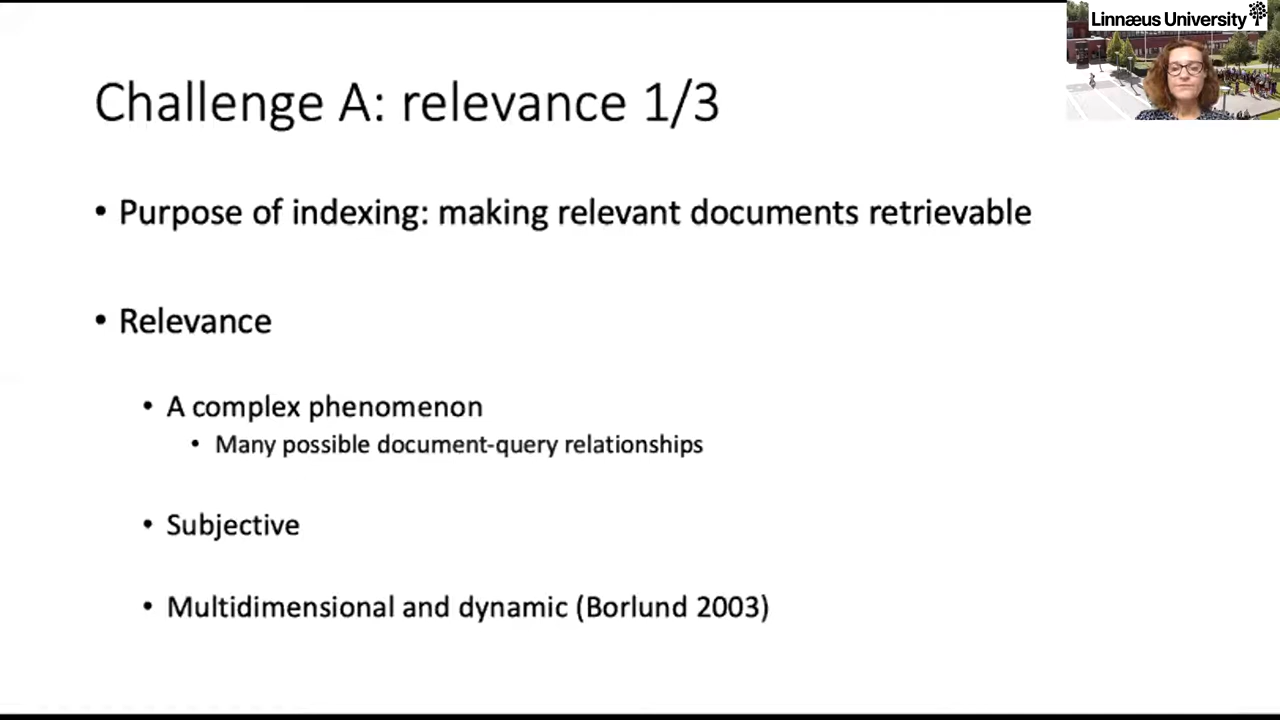 Linnæus University
Challenge A: relevance 1/3
• Purpose of indexing: making relevant documents retrievable
• Relevance
• A complex phenomenon
• Many possible document-query relationships
• Subjective
• Multidimensional and dynamic (Borlund 2003)